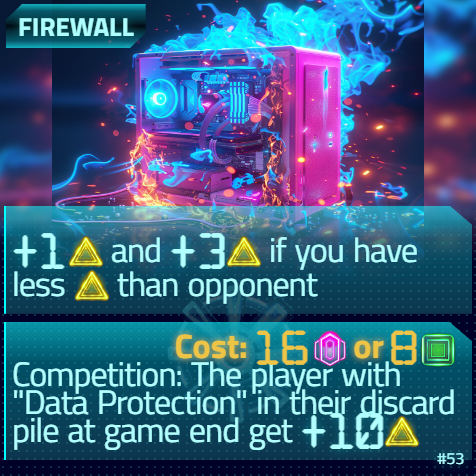 FIREWALL
+1 and +3 if you have
less than opponent
Cost: 16 or 8
Competition: The player with
"Data Protection" in their discard
pile at game end get +10
#53